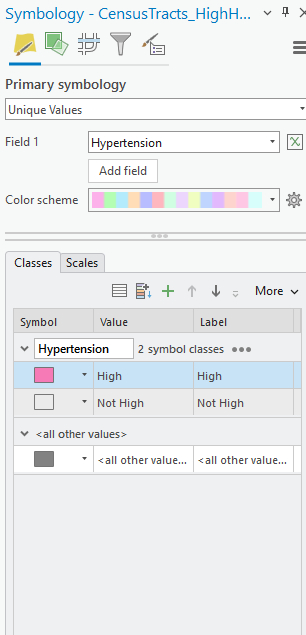 Symbology - CensusTracts_HighH...
Primary symbology
Unique Values
Field 1
Hypertension
Add field
Color scheme
Classes
Scales
More
Symbol Value Label
Hypertension 2 symbol classes
High High
Not High Not High
<all other values>
<all other value... <all other value...